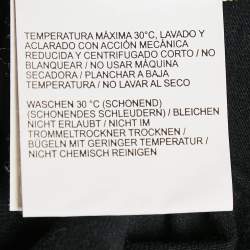 TEMPERATURA MÁXIMA 30°C, LAVADO Y
ACLARADO CON ACCIÓN MECÁNICA
REDUCIDA Y CENTRIFUGADO CORTO / NO
BLANQUEAR / NO USAR MÁQUINA
SECADORA / PLANCHAR A BAJA
TEMPERATURA / NO LAVAR AL SECO
WASCHEN 30 °C (SCHONEND)
(SCHONENDES SCHLEUDERN) / BLEICHEN
NICHT ERLAUBT / NICHT IM
TROMMELTROCKNER TROCKNEN /
BÜGELN MIT GERINGER TEMPERATUR /
NICHT CHEMISCH REINIGEN